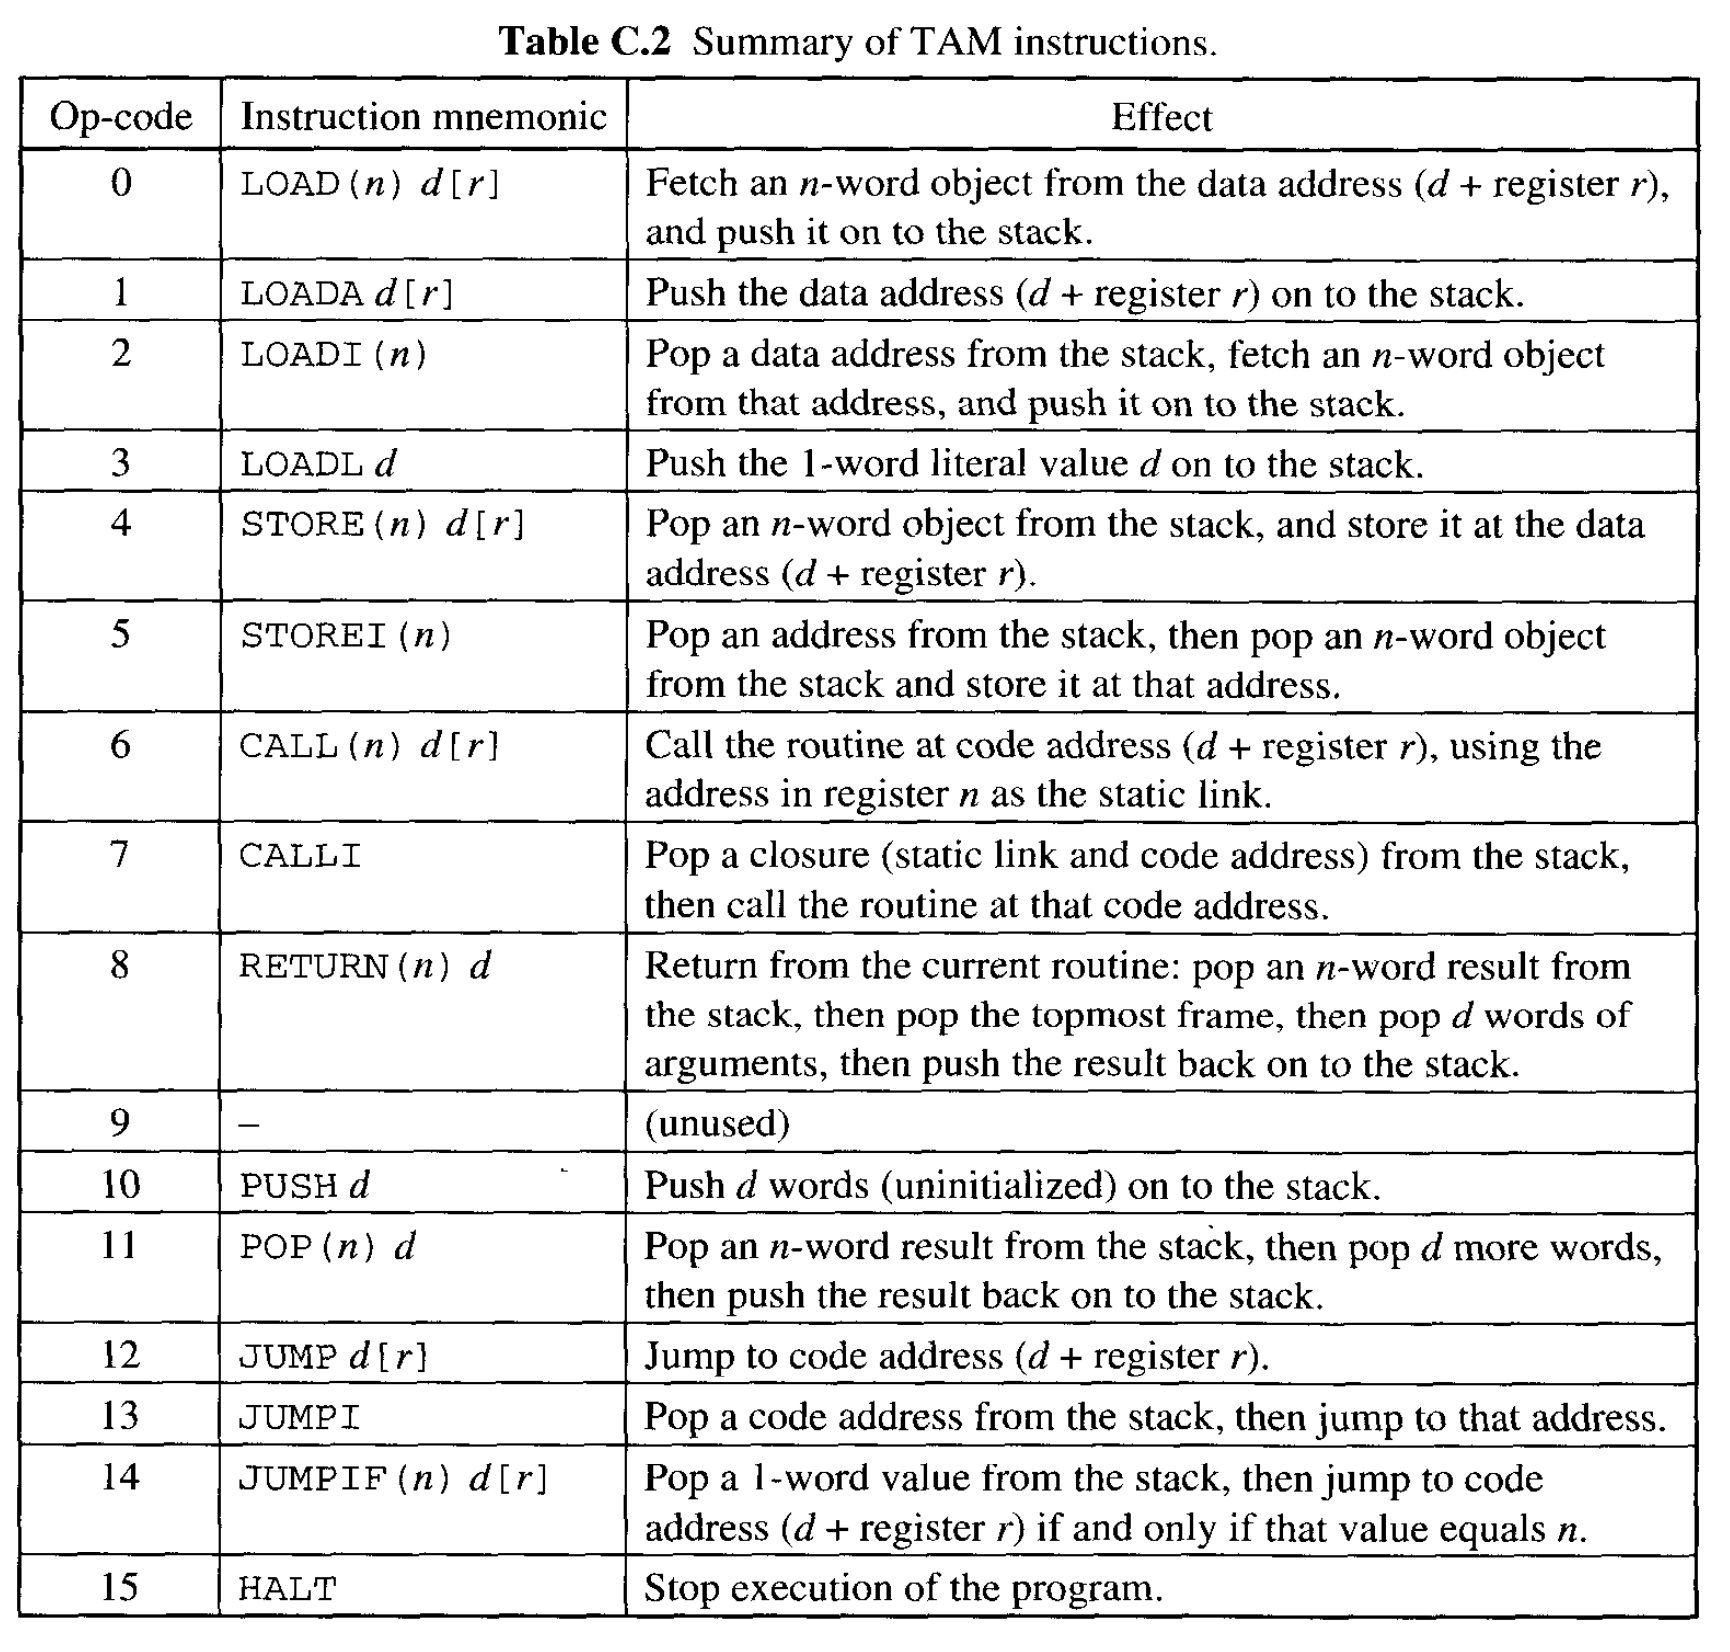 Table C.2 Summary of TAM instructions.
Op-code Instruction mnemonic Effect
0 LOAD(n) d[r] Fetch an n-word object from the data address (d + register r),
and push it on to the stack.
1 LOADA d[r] Push the data address (d + register r) on to the stack.
2 LOADI(n) Pop a data address from the stack, fetch an n-word object
from that address, and push it on to the stack.
3 LOADL d Push the 1-word literal value d on to the stack.
4 STORE(n) d[r] Pop an n-word object from the stack, and store it at the data
address (d + register r).
5 STOREI(n) Pop an address from the stack, then pop an n-word object
from the stack and store it at that address.
6 CALL(n) d[r] Call the routine at code address (d + register r), using the
address in register n as the static link.
7 CALLI Pop a closure (static link and code address) from the stack,
then call the routine at that code address.
8 RETURN(n) d Return from the current routine: pop an n-word result from
the stack, then pop the topmost frame, then pop d words of
arguments, then push the result back on to the stack.
9 – (unused)
10 PUSH d Push d words (uninitialized) on to the stack.
11 POP(n) d Pop an n-word result from the stack, then pop d more words,
then push the result back on to the stack.
12 JUMP d[r] Jump to code address (d + register r).
13 JUMPI Pop a code address from the stack, then jump to that address.
14 JUMPIF(n) d[r] Pop a 1-word value from the stack, then jump to code
address (d + register r) if and only if that value equals n.
15 HALT Stop execution of the program.